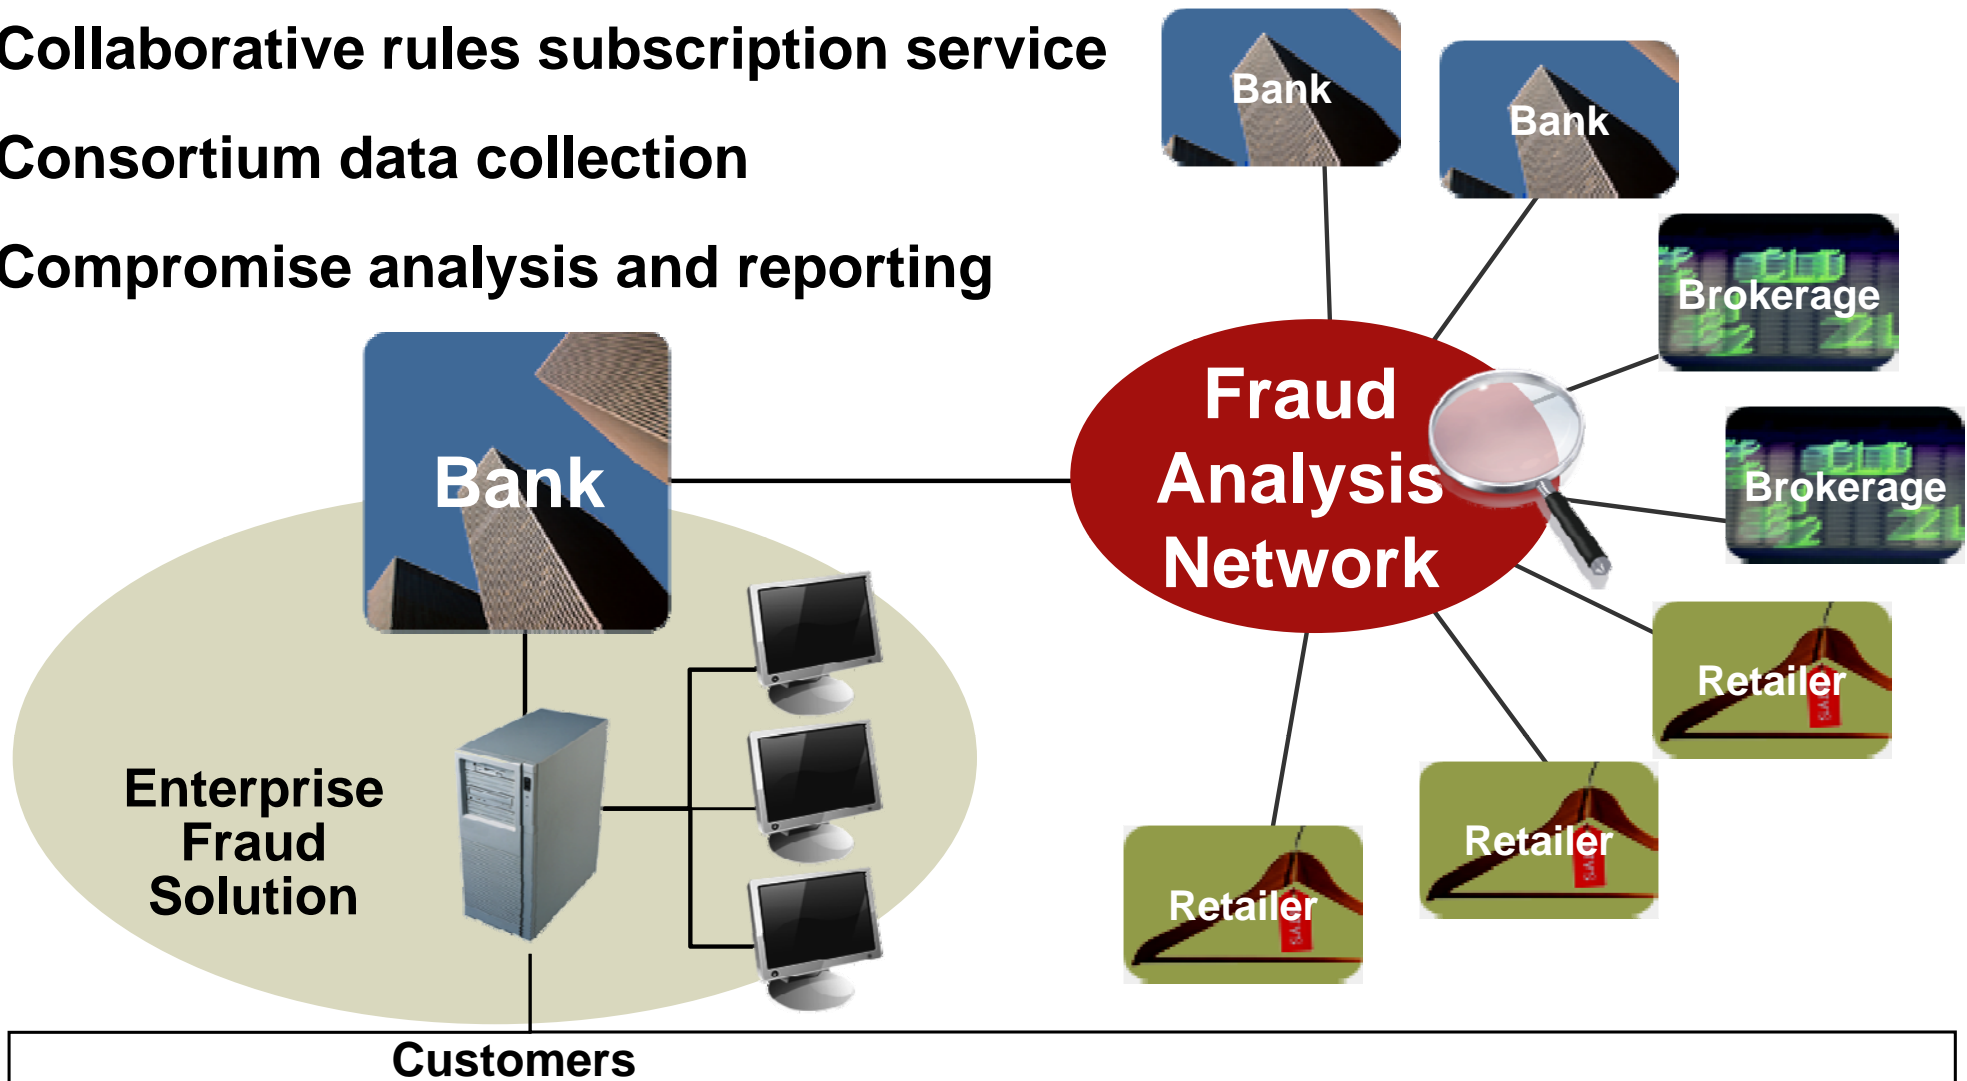 Collaborative rules subscription service
Consortium data collection
Compromise analysis and reporting
Bank
Bank
Brokerage
Brokerage
Retailer
Retailer
Retailer
Fraud
Analysis
Network
Bank
Enterprise
Fraud
Solution
Customers